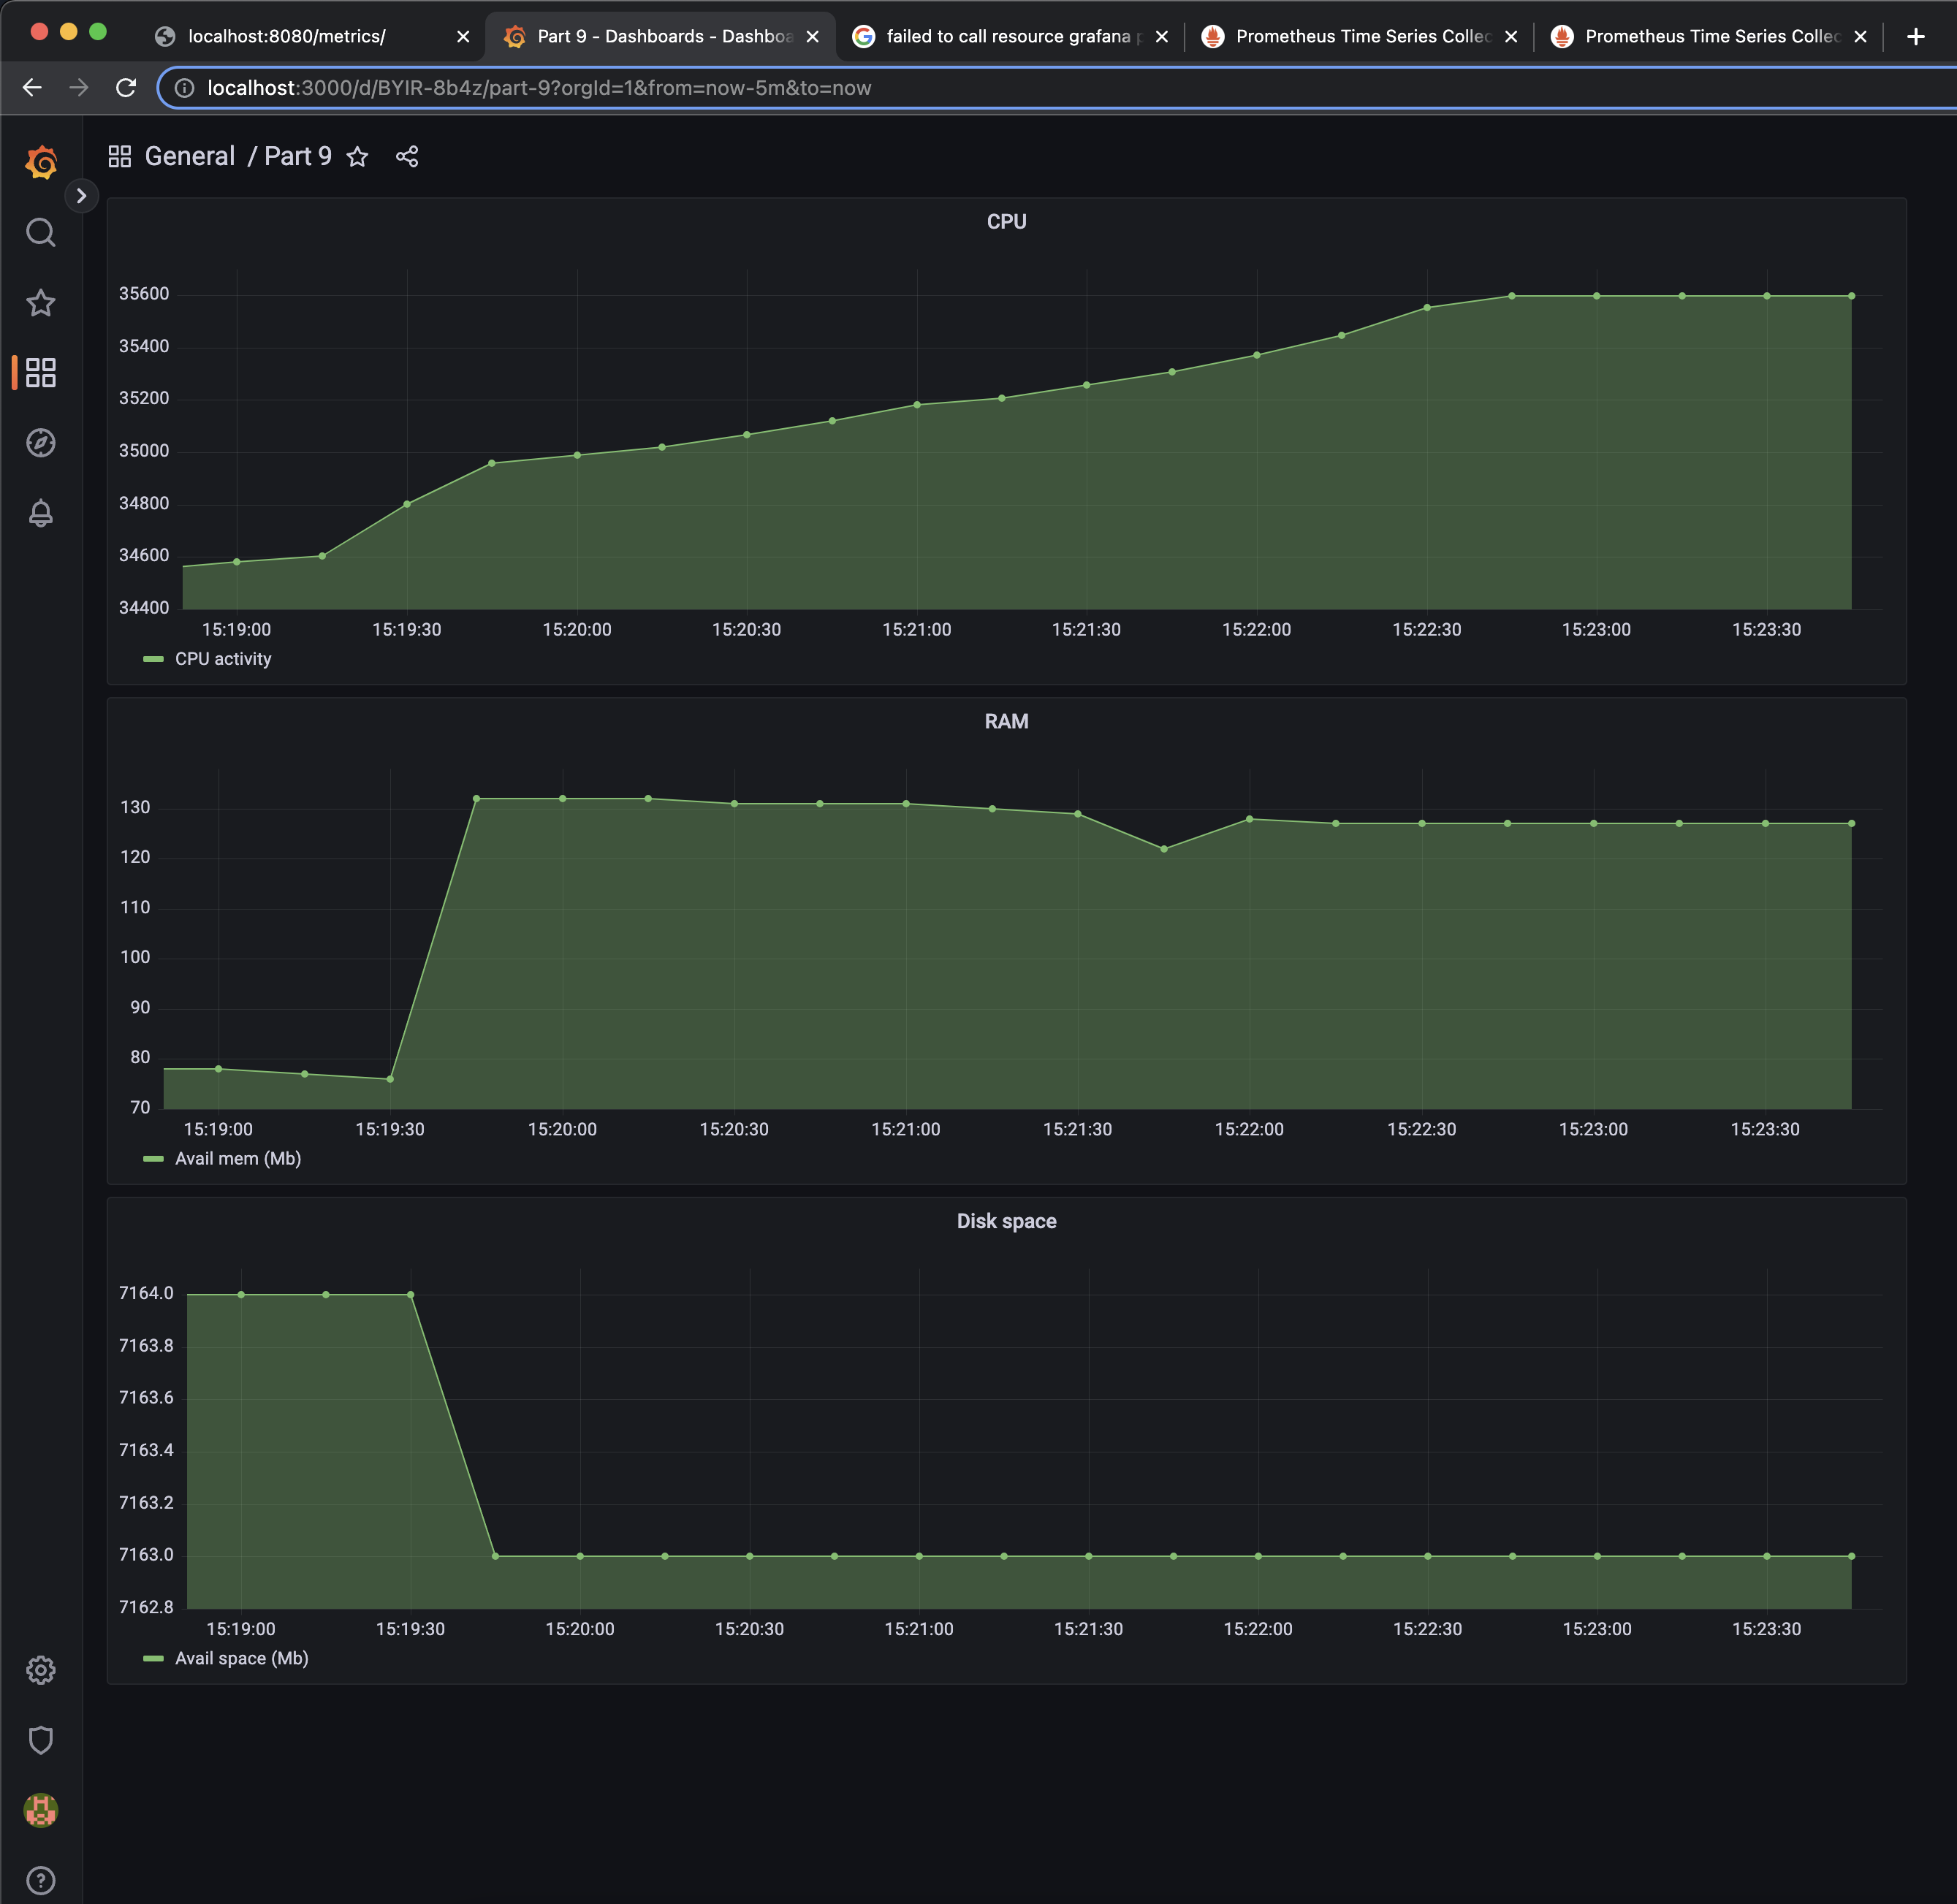 localhost:8080/metrics/
Part 9 - Dashboards - Dashboa
failed to call resource grafana p
Prometheus Time Series Collec
Prometheus Time Series Collec
localhost:3000/d/BYIR-8b4z/part-9?orgId=1&from=now-5m&to=now
General / Part 9
CPU
35600
35400
35200
35000
34800
34600
34400
15:19:00 15:19:30 15:20:00 15:20:30 15:21:00 15:21:30 15:22:00 15:22:30 15:23:00 15:23:30
CPU activity
RAM
130
120
110
100
90
80
70
15:19:00 15:19:30 15:20:00 15:20:30 15:21:00 15:21:30 15:22:00 15:22:30 15:23:00 15:23:30
Avail mem (Mb)
Disk space
7164.0
7163.8
7163.6
7163.4
7163.2
7163.0
7162.8
15:19:00 15:19:30 15:20:00 15:20:30 15:21:00 15:21:30 15:22:00 15:22:30 15:23:00 15:23:30
Avail space (Mb)